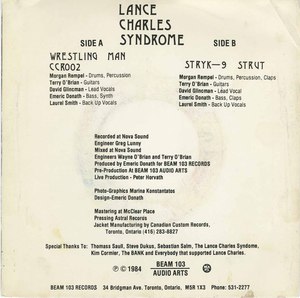 LANCE
CHARLES
SYNDROME
SIDE A
SIDE B
WRESTLING MAN
CCR002
Morgan Rempel - Drums, Percussion
Terry O'Brian - Guitars
David Glincman - Lead Vocals
Emeric Donath - Bass, Synth
Laurel Smith - Back Up Vocals
STRYK-9 STRUT
Morgan Rempel - Drums, Percussion, Claps
Terry O'Brian - Guitars
David Glincman - Lead Vocal
Emeric Donath - Bass, Claps
Laurel Smith - Back Up Vocals
Recorded at Nova Sound
Engineer Greg Lunny
Mixed at Nova Sound
Engineers Wayne O'Brian and Terry O'Brian
Produced by Emeric Donath for BEAM 103 RECORDS
Pre-Production At BEAM 103 AUDIO ARTS
Live Production - Peter Horvath
Photo-Graphics Marina Konstantatos
Design-Emeric Donath
Mastering at McClear Place
Pressing Astral Records
Jacket Manufacturing by Canadian Custom Records,
Toronto, Ontario (416) 283-8827
Special Thanks To: Thomass Saull, Steve Dukus, Sebastian Salm, The Lance Charles Syndome,
Kim Cormier, The BANK and Everybody that supported Lance Charles.
Ⓟ © 1984
BEAM 103
AUDIO ARTS
BEAM 103 RECORDS 34 Bridgman Ave. Toronto, Ontario M5R 1X3 Phone: 531-2277